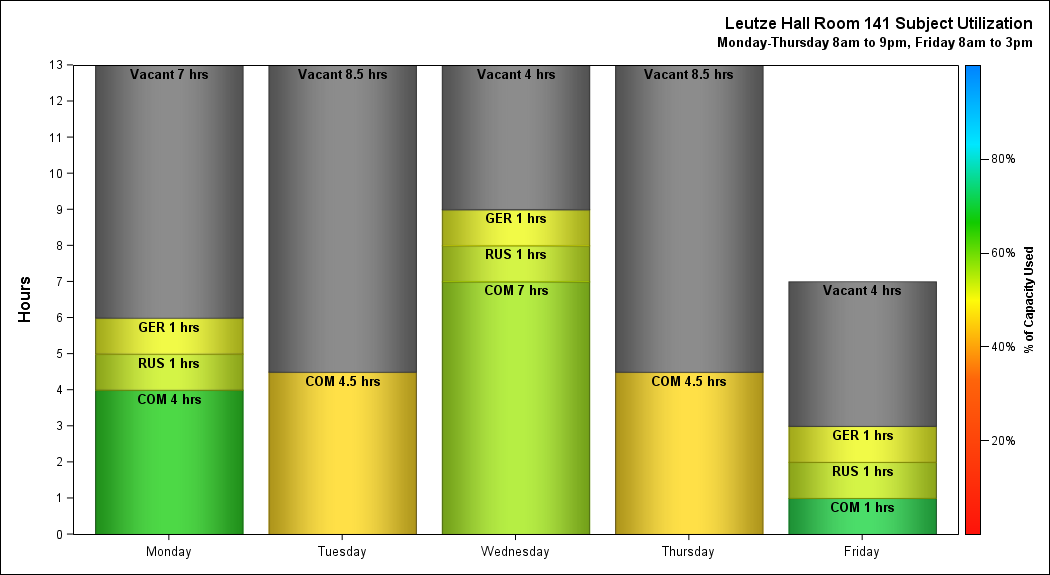 Leutze Hall Room 141 Subject Utilization
Monday-Thursday 8am to 9pm, Friday 8am to 3pm
Hours
13
12
11
10
9
8
7
6
5
4
3
2
1
0
Vacant 7 hrs
GER 1 hrs
RUS 1 hrs
COM 4 hrs
Vacant 8.5 hrs
COM 4.5 hrs
Vacant 4 hrs
GER 1 hrs
RUS 1 hrs
COM 7 hrs
Vacant 8.5 hrs
COM 4.5 hrs
Vacant 4 hrs
GER 1 hrs
RUS 1 hrs
COM 1 hrs
Monday Tuesday Wednesday Thursday Friday
80%
60%
40%
20%
% of Capacity Used